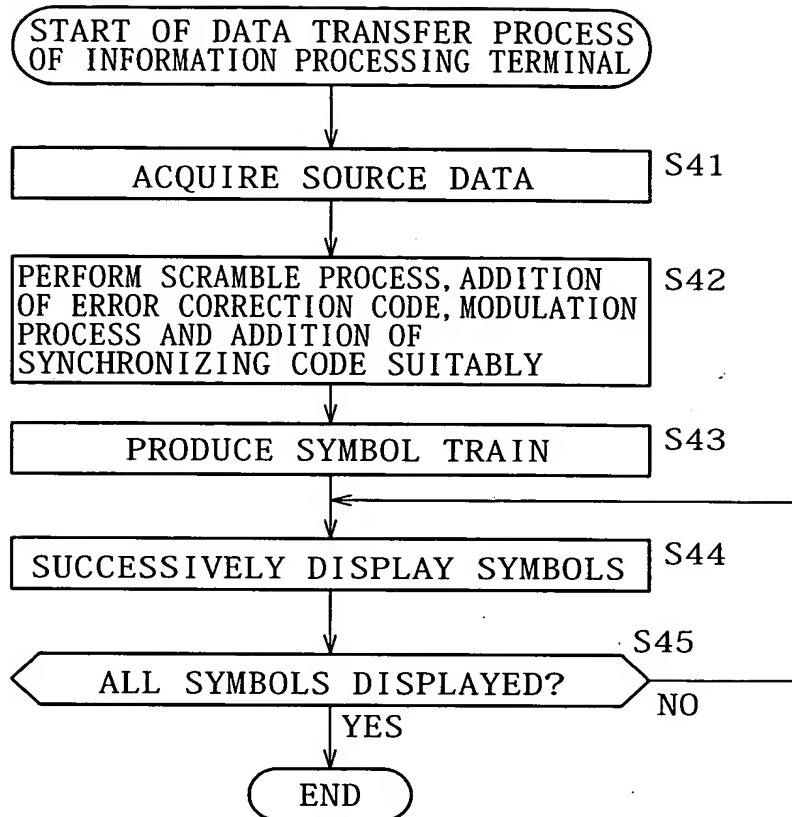 START OF DATA TRANSFER PROCESS
OF INFORMATION PROCESSING TERMINAL
ACQUIRE SOURCE DATA
S41
PERFORM SCRAMBLE PROCESS, ADDITION
OF ERROR CORRECTION CODE, MODULATION
PROCESS AND ADDITION OF
SYNCHRONIZING CODE SUITABLY
S42
PRODUCE SYMBOL TRAIN
S43
SUCCESSIVELY DISPLAY SYMBOLS
S44
S45
ALL SYMBOLS DISPLAYED?
NO
YES
END